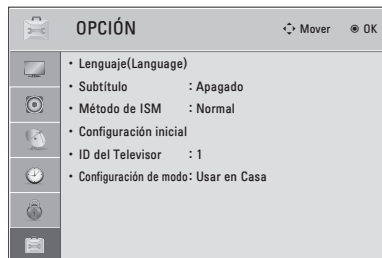 OPCIÓN Mover OK
• Lenguaje(Language)
• Subtítulo : Apagado
• Método de ISM : Normal
• Configuración inicial
• ID del Televisor : 1
• Configuración de modo: Usar en Casa